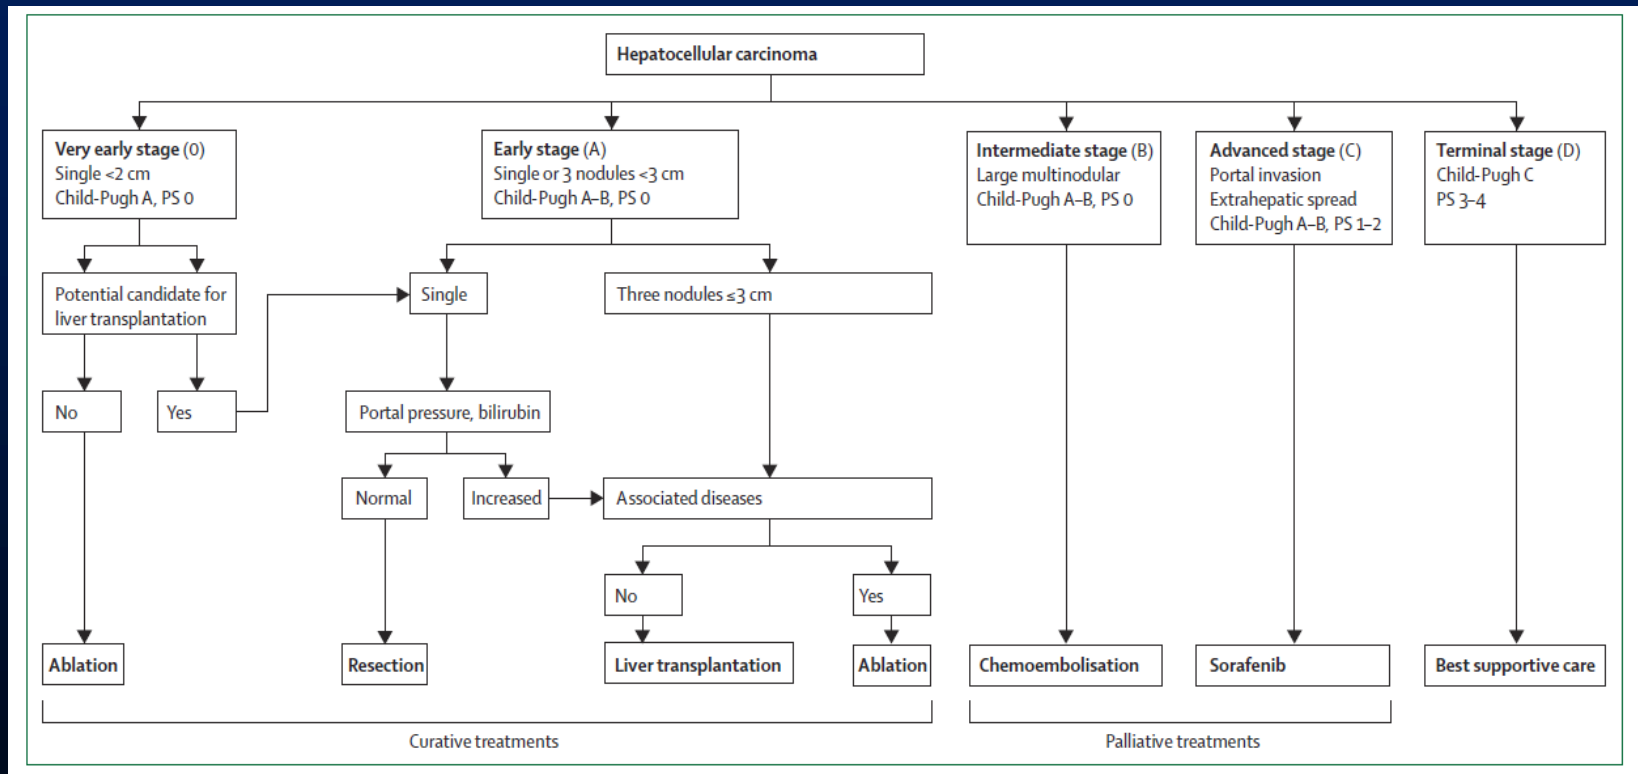 Hepatocellular carcinoma
Very early stage (0)
Single <2 cm
Child-Pugh A, PS 0
Early stage (A)
Single or 3 nodules <3 cm
Child-Pugh A–B, PS 0
Intermediate stage (B)
Large multinodular
Child-Pugh A–B, PS 0
Advanced stage (C)
Portal invasion
Extrahepatic spread
Child-Pugh A–B, PS 1–2
Terminal stage (D)
Child-Pugh C
PS 3–4
Potential candidate for
liver transplantation
Single
Three nodules ≤3 cm
No
Yes
Portal pressure, bilirubin
Normal
Increased
Associated diseases
No
Yes
Ablation
Resection
Liver transplantation
Ablation
Chemoembolisation
Sorafenib
Best supportive care
Curative treatments
Palliative treatments